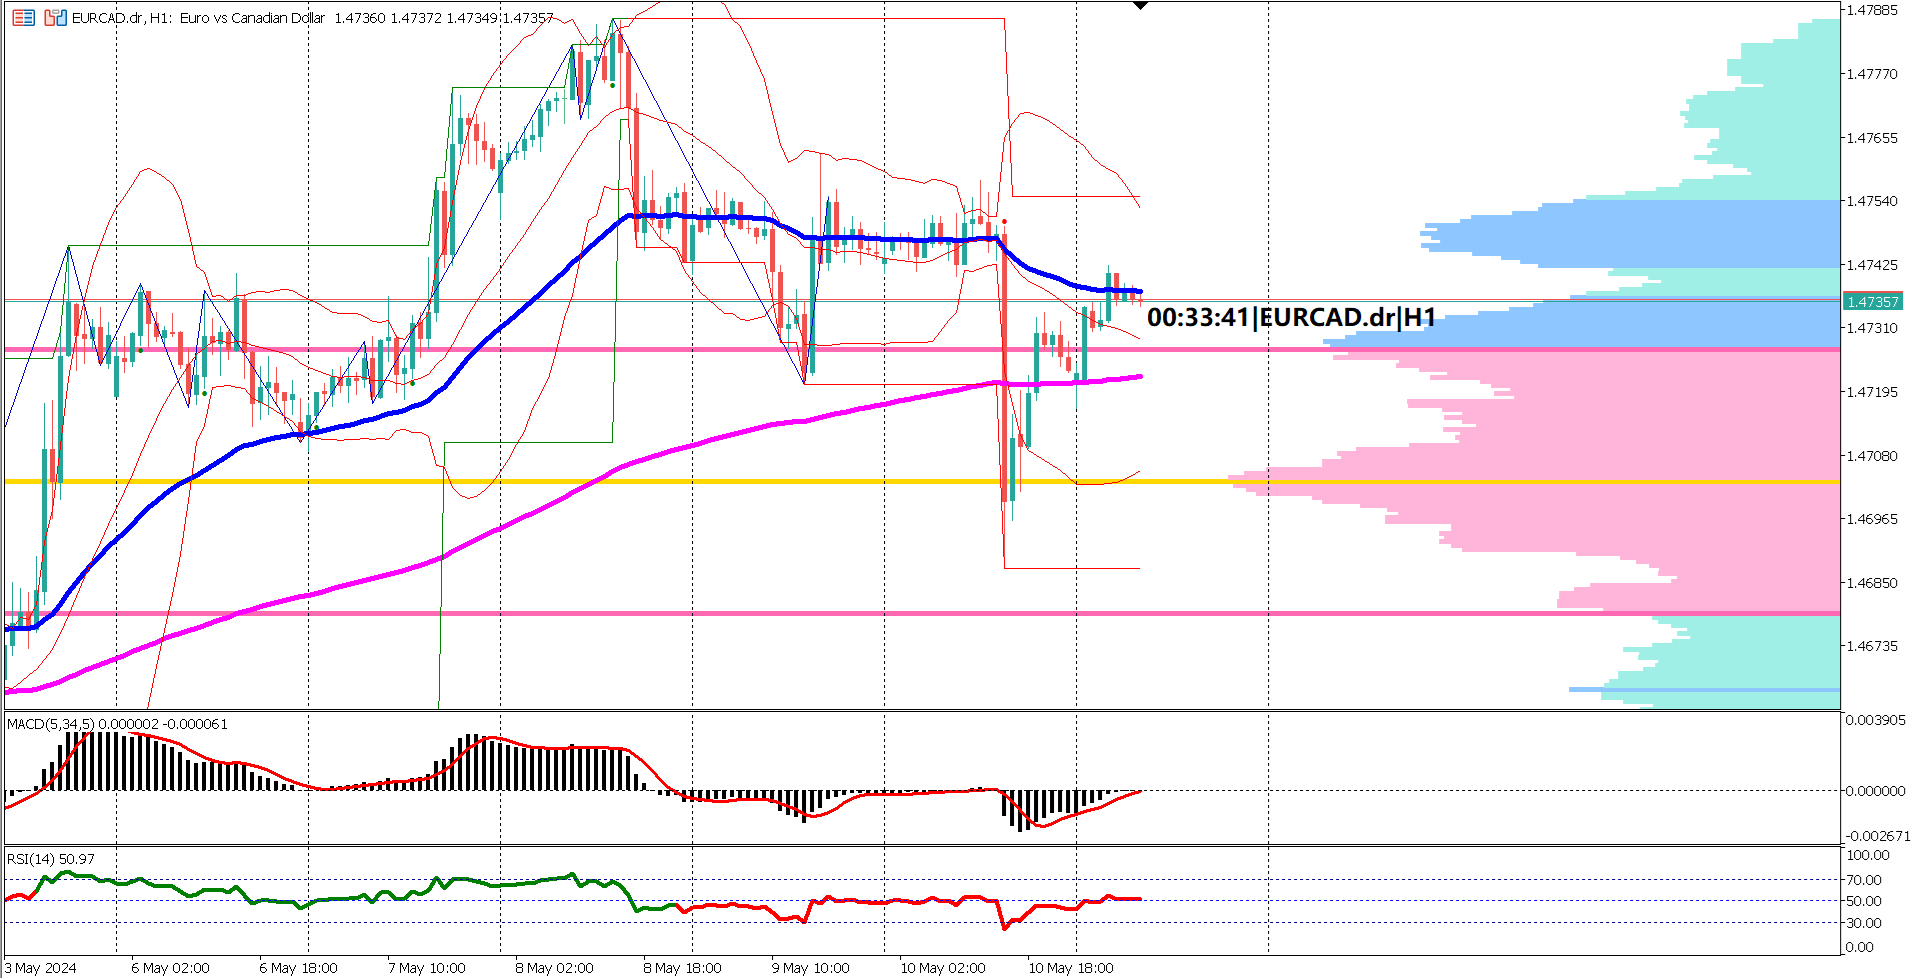 EURCAD.dr, H1: Euro vs Canadian Dollar 1.47360 1.47372 1.47349 1.47357
1.47885
1.47770
1.47655
1.47540
1.47425
1.47357
00:33:41|EURCAD.dr|H1
1.47310
1.47195
1.47080
1.46965
1.46850
1.46735
MACD(5,34,5) 0.000002 -0.000061
0.003905
0.000000
-0.002671
RSI(14) 50.97
100.00
70.00
50.00
30.00
0.00
3 May 2024
6 May 02:00
6 May 18:00
7 May 10:00
8 May 02:00
8 May 18:00
9 May 10:00
10 May 02:00
10 May 18:00